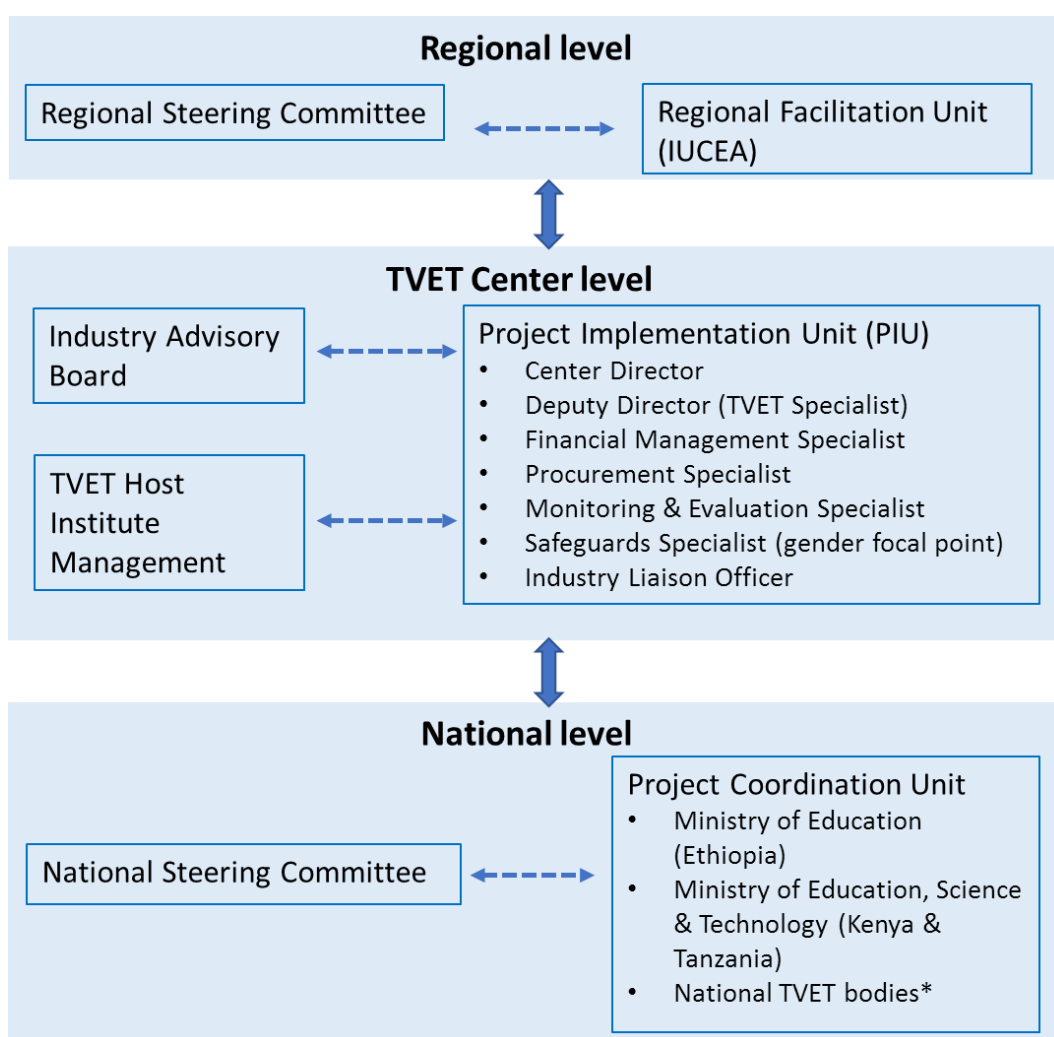 Regional level
Regional Steering Committee
Regional Facilitation Unit
(IUCEA)
TVET Center level
Industry Advisory
Board
TVET Host
Institute
Management
Project Implementation Unit (PIU)
• Center Director
• Deputy Director (TVET Specialist)
• Financial Management Specialist
• Procurement Specialist
• Monitoring & Evaluation Specialist
• Safeguards Specialist (gender focal point)
• Industry Liaison Officer
National level
National Steering Committee
Project Coordination Unit
• Ministry of Education
(Ethiopia)
• Ministry of Education, Science
& Technology (Kenya &
Tanzania)
• National TVET bodies*